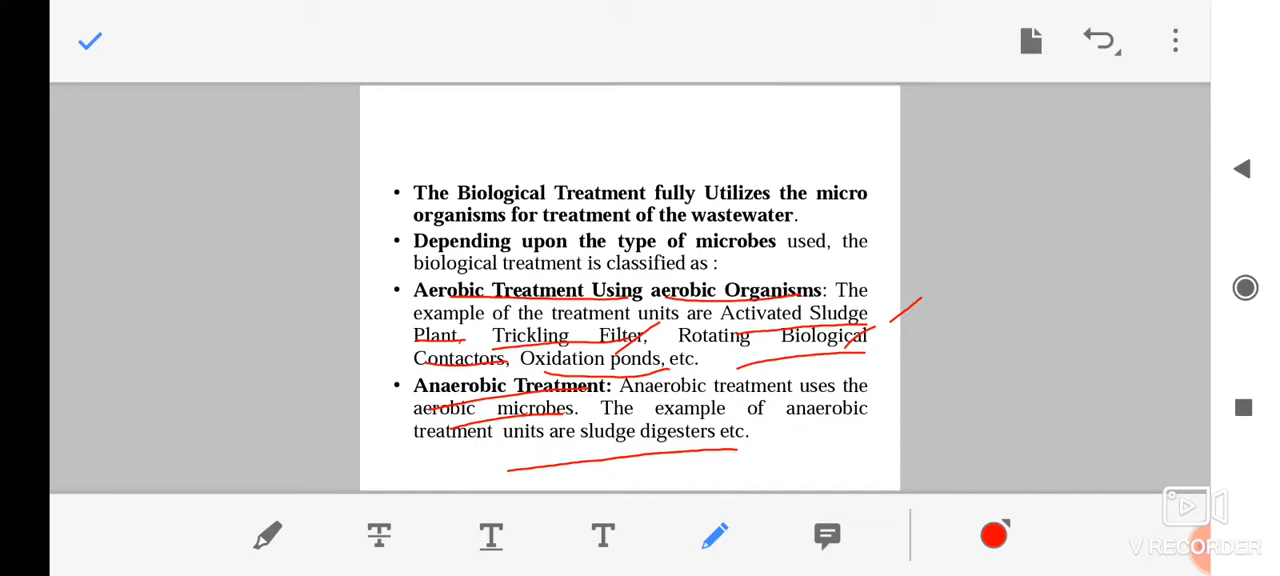 • The Biological Treatment fully Utilizes the micro
organisms for treatment of the wastewater.
• Depending upon the type of microbes used, the
biological treatment is classified as :
• Aerobic Treatment Using aerobic Organisms: The
example of the treatment units are Activated Sludge
Plant, Trickling Filter, Rotating Biological
Contactors, Oxidation ponds, etc.
• Anaerobic Treatment: Anaerobic treatment uses the
aerobic microbes. The example of anaerobic
treatment units are sludge digesters etc.
T T T
V RECORDER